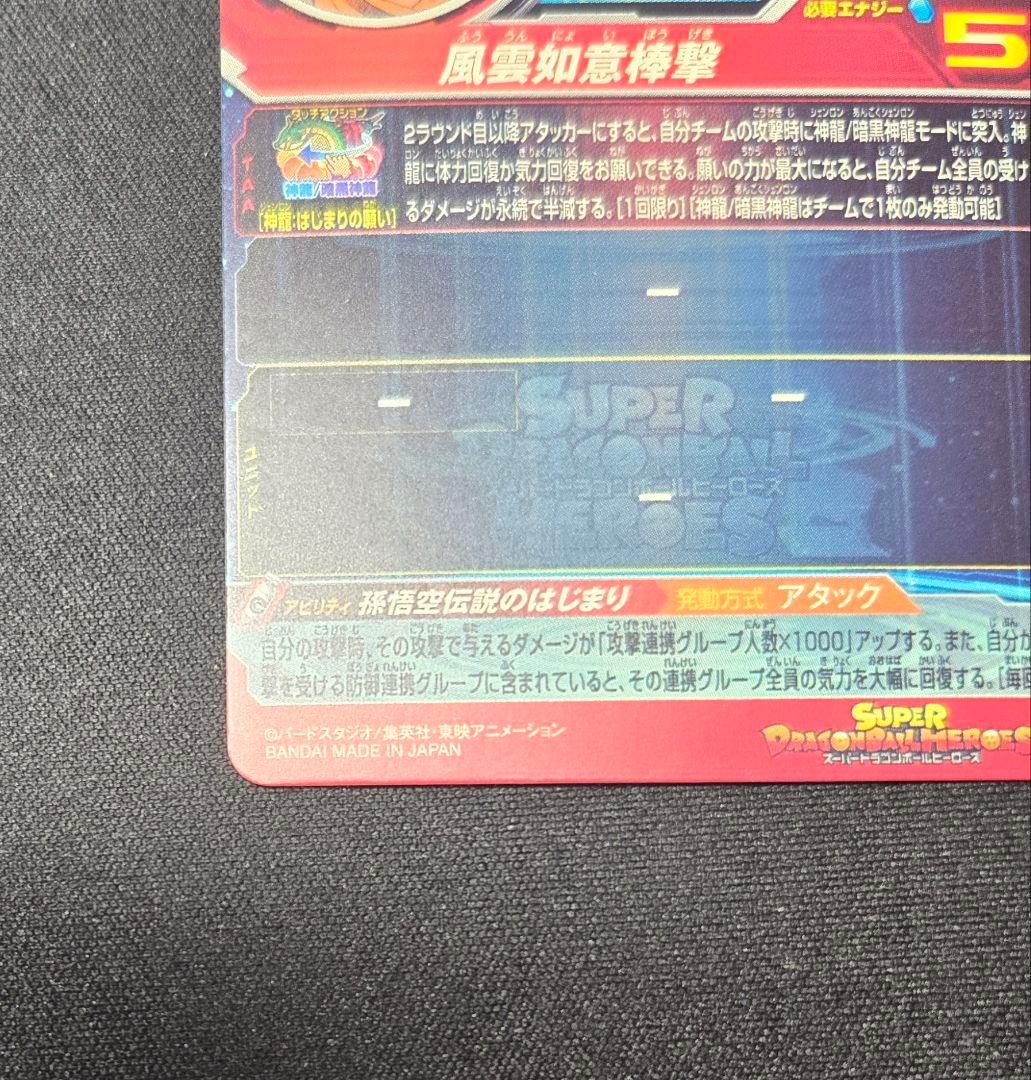 必要エナジー 5
ふううんにょいぼうげき
風雲如意棒撃
タッチアクション
TAA
神龍/暗黒神龍
[神龍:はじまりの願い]
2ラウンド目以降アタッカーにすると、自分チームの攻撃時に神龍/暗黒神龍モードに突入。神
龍に体力回復か気力回復をお願いできる。願いの力が最大になると、自分チーム全員の受け
るダメージが永続で半減する。[1回限り][神龍/暗黒神龍はチームで1枚のみ発動可能]
ー
ユニット
ー ー
ー
SUPER
DRAGONBALL
スーパードラゴンボールヒーローズ
HEROES
アビリティ 孫悟空伝説のはじまり 発動方式 アタック
自分の攻撃時、その攻撃で与えるダメージが「攻撃連携グループ人数×1000」アップする。また、自分が
撃を受ける防御連携グループに含まれていると、その連携グループ全員の気力を大幅に回復する。[毎回
©バードスタジオ/集英社・東映アニメーション
BANDAI MADE IN JAPAN
SUPER
DRAGONBALL HEROES
スーパードラゴンボールヒーローズ